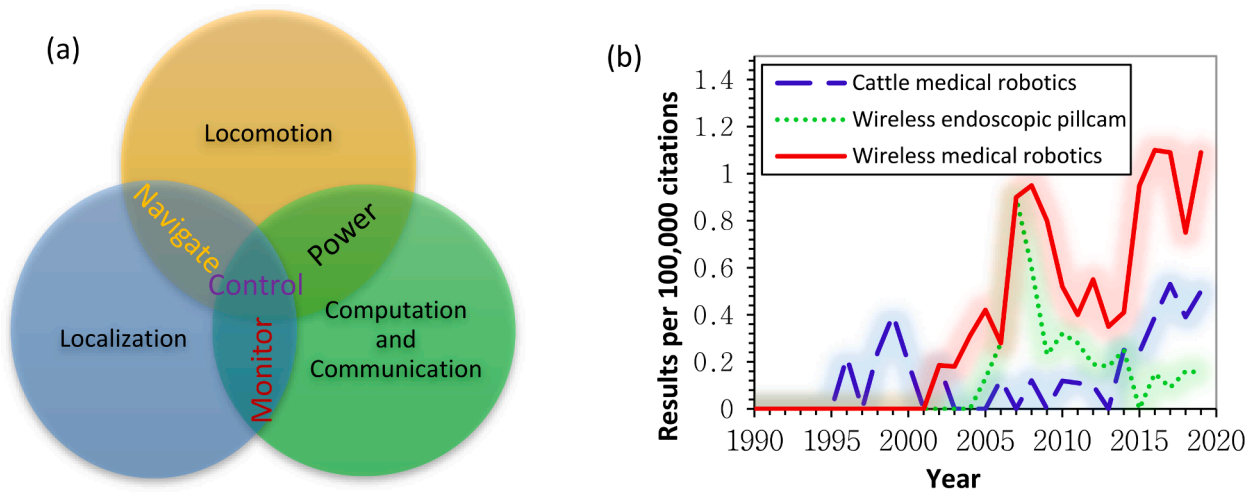 (a)
Locomotion
Navigate
Power
Control
Localization
Monitor
Computation
and
Communication
(b)
Results per 100,000 citations
1.4
1.2
1
0.8
0.6
0.4
0.2
0
Cattle medical robotics
Wireless endoscopic pillcam
Wireless medical robotics
1990 1995 2000 2005 2010 2015 2020
Year